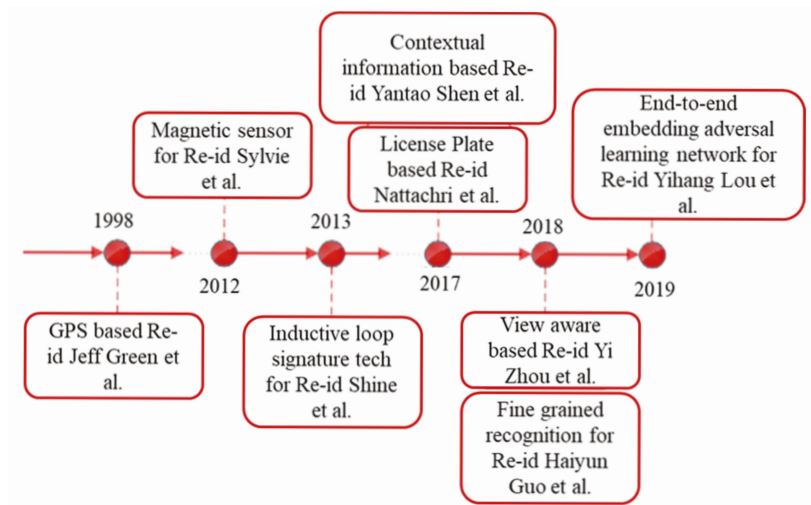 Contextual
information based Re-
id Yantao Shen et al.
End-to-end
embedding adversal
learning network for
Re-id Yihang Lou et
al.
Magnetic sensor
for Re-id Sylvie
et al.
License Plate
based Re-id
Nattachri et al.
1998
2013
2018
2012
2017
2019
GPS based Re-
id Jeff Green et
al.
Inductive loop
signature tech
for Re-id Shine
et al.
View aware
based Re-id Yi
Zhou et al.
Fine grained
recognition for
Re-id Haiyun
Guo et al.